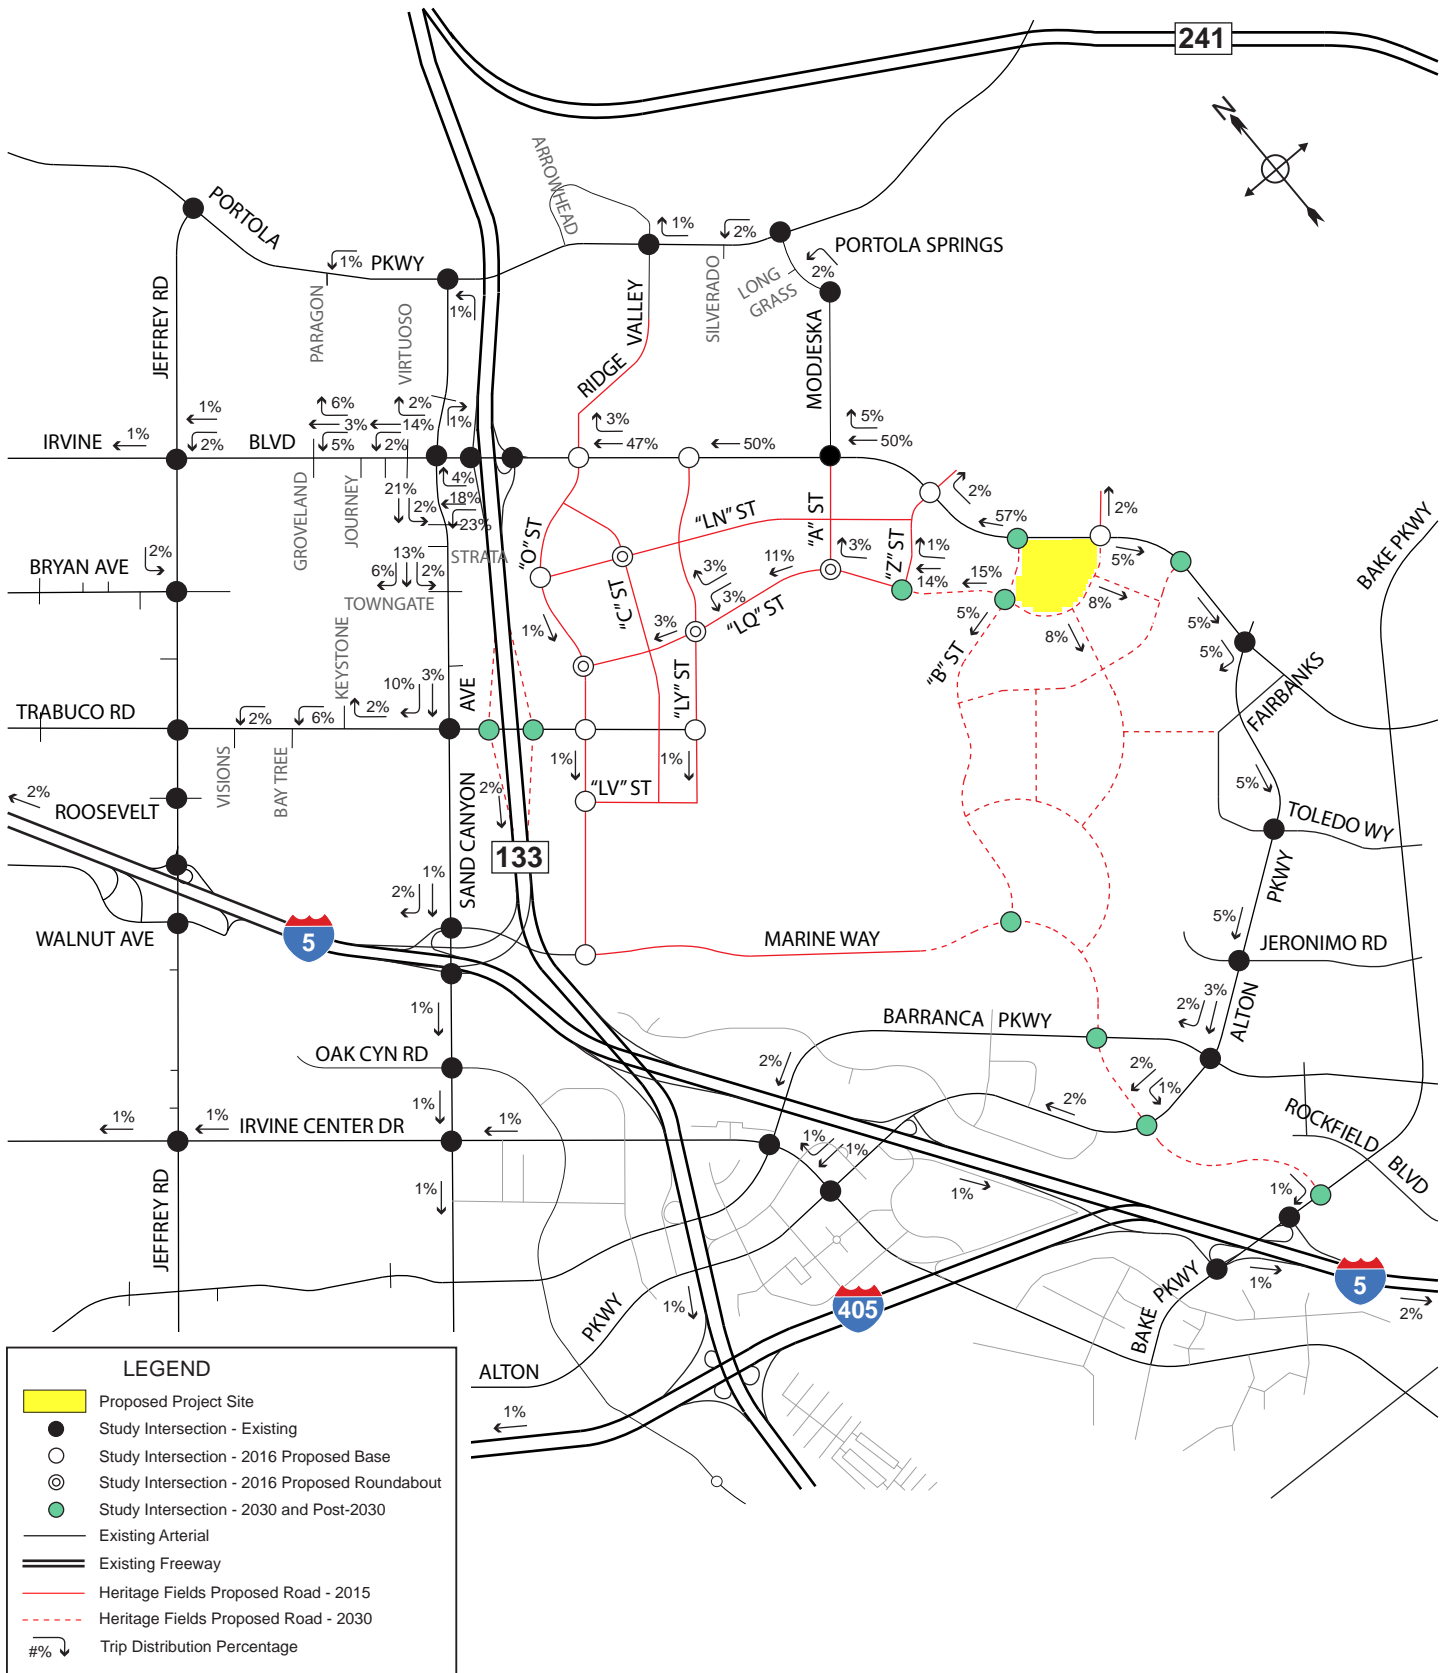 241
N
ARROWHEAD
PORTOLA
PKWY
1%
1%
2%
PORTOLA SPRINGS
2%
LONG
GRASS
SILVERADO
PARAGON
VIRTUOSO
1%
JEFFREY RD
RIDGE
VALLEY
MODJESKA
6%
3%
5%
2%
14%
2%
1%
1%
2%
1%
IRVINE
BLVD
3%
47%
50%
5%
50%
GROVELAND
JOURNEY
21%
2%
4%
18%
23%
STRATA
13%
6%
2%
TOWNGATE
2%
BRYAN AVE
"O" ST
"C" ST
"LN" ST
"A" ST
"Z" ST
2%
57%
2%
5%
BAKE PKWY
11%
3%
1%
14%
15%
3%
3%
3%
"LQ" ST
1%
5%
8%
8%
5%
5%
"B" ST
FAIRBANKS
KEYSTONE
10%
3%
2%
6%
2%
TRABUCO RD
AVE
VISIONS
BAY TREE
"LY" ST
1%
1%
"LV" ST
2%
2%
ROOSEVELT
SAND CANYON
133
5%
TOLEDO WY
PKWY
1%
2%
WALNUT AVE
5
MARINE WAY
5%
JERONIMO RD
ALTON
3%
2%
1%
BARRANCA PKWY
OAK CYN RD
2%
2%
1%
1%
2%
1%
1%
IRVINE CENTER DR
1%
ROCKFIELD
BLVD
1%
1%
1%
1%
1%
JEFFREY RD
BAKE PKWY
1%
5
2%
1%
405
PKWY
ALTON
1%
LEGEND
Proposed Project Site
Study Intersection - Existing
Study Intersection - 2016 Proposed Base
Study Intersection - 2016 Proposed Roundabout
Study Intersection - 2030 and Post-2030
Existing Arterial
Existing Freeway
Heritage Fields Proposed Road - 2015
Heritage Fields Proposed Road - 2030
#% Trip Distribution Percentage